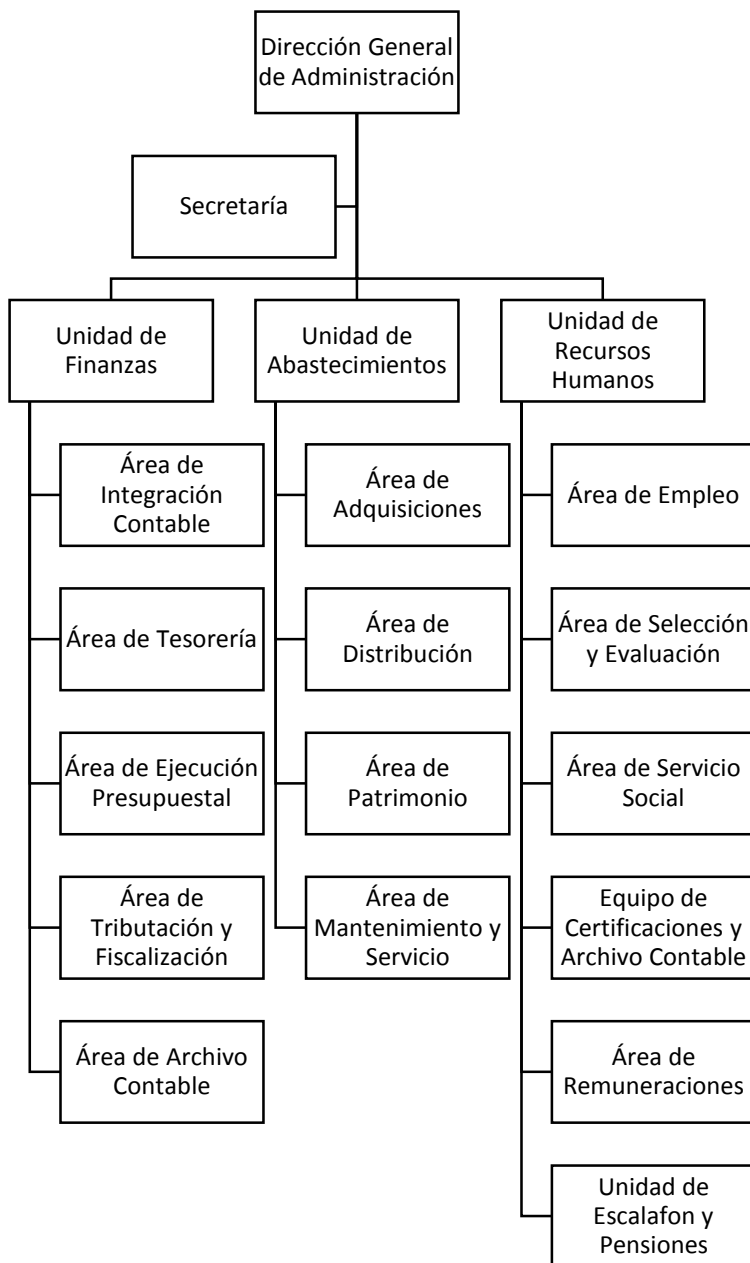 Dirección General
de Administración
Secretaría
Unidad de
Finanzas
Área de
Integración
Contable
Área de Tesorería
Área de Ejecución
Presupuestal
Área de
Tributación y
Fiscalización
Área de Archivo
Contable
Unidad de
Abastecimientos
Área de
Adquisiciones
Área de
Distribución
Área de
Patrimonio
Área de
Mantenimiento y
Servicio
Unidad de
Recursos
Humanos
Área de Empleo
Área de Selección
y Evaluación
Área de Servicio
Social
Equipo de
Certificaciones y
Archivo Contable
Área de
Remuneraciones
Unidad de
Escalafon y
Pensiones